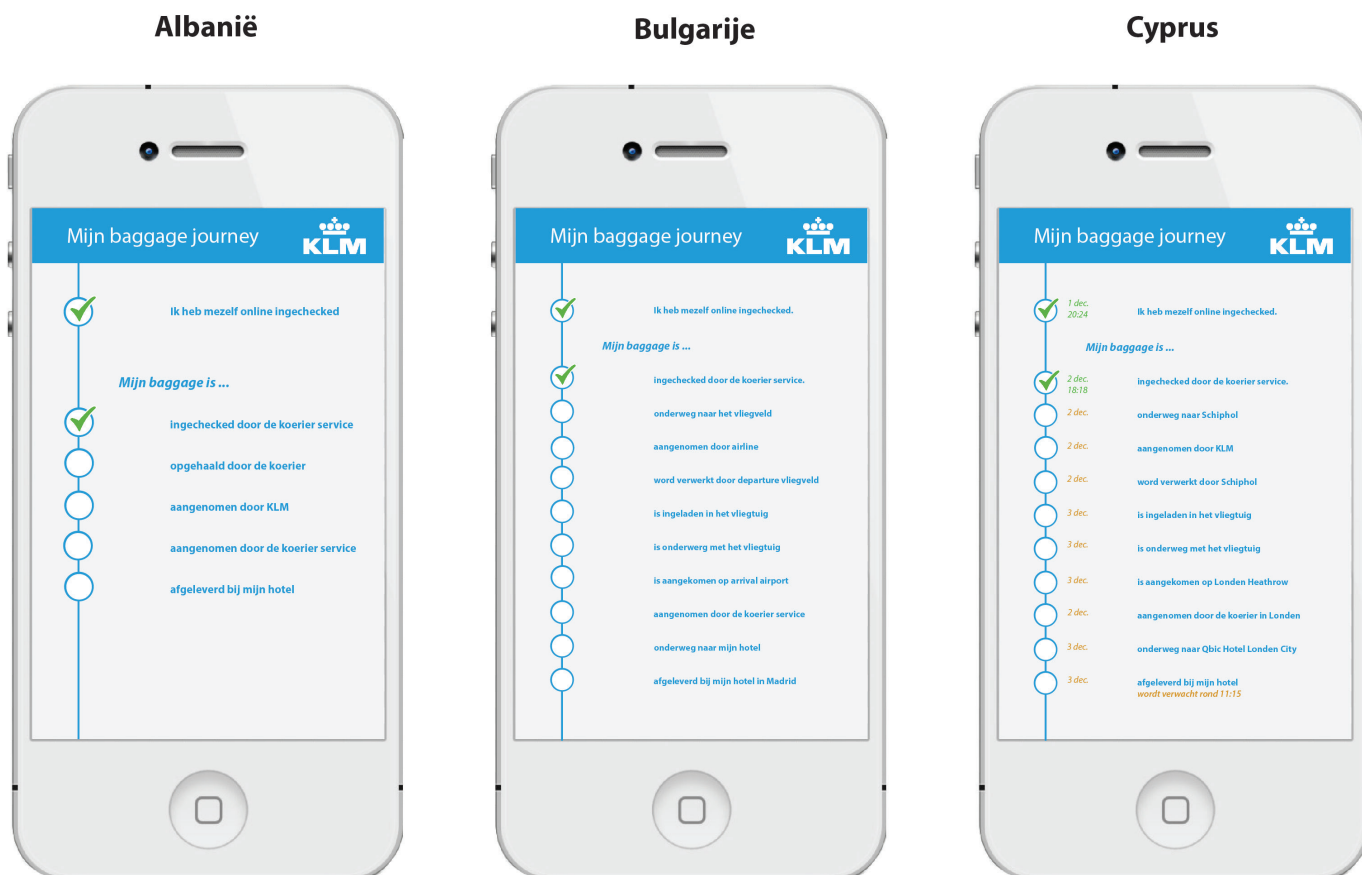 Albanië
Mijn baggage journey
KLM
Ik heb mezelf online ingechecked
Mijn baggage is ...
ingechecked door de koerier service
opgehaald door de koerier
aangenomen door KLM
aangenomen door de koerier service
afgeleverd bij mijn hotel
Bulgarije
Mijn baggage journey
KLM
Ik heb mezelf online ingechecked.
Mijn baggage is ...
ingechecked door de koerier service.
onderweg naar het vliegveld
aangenomen door airline
word verwerkt door departure vliegveld
is ingeladen in het vliegtuig
is onderwerg met het vliegtuig
is aangekomen op arrival airport
aangenomen door de koerier service
onderweg naar mijn hotel
afgeleverd bij mijn hotel in Madrid
Cyprus
Mijn baggage journey
KLM
1 dec.
20:24
Ik heb mezelf online ingechecked.
Mijn baggage is ...
2 dec.
18:18
ingechecked door de koerier service.
2 dec. onderweg naar Schiphol
2 dec. aangenomen door KLM
2 dec. word verwerkt door Schiphol
3 dec. is ingeladen in het vliegtuig
3 dec. is onderweg met het vliegtuig
3 dec. is aangekomen op Londen Heathrow
2 dec. aangenomen door de koerier in Londen
3 dec. onderweg naar Qbic Hotel Londen City
3 dec. afgeleverd bij mijn hotel
wordt verwacht rond 11:15